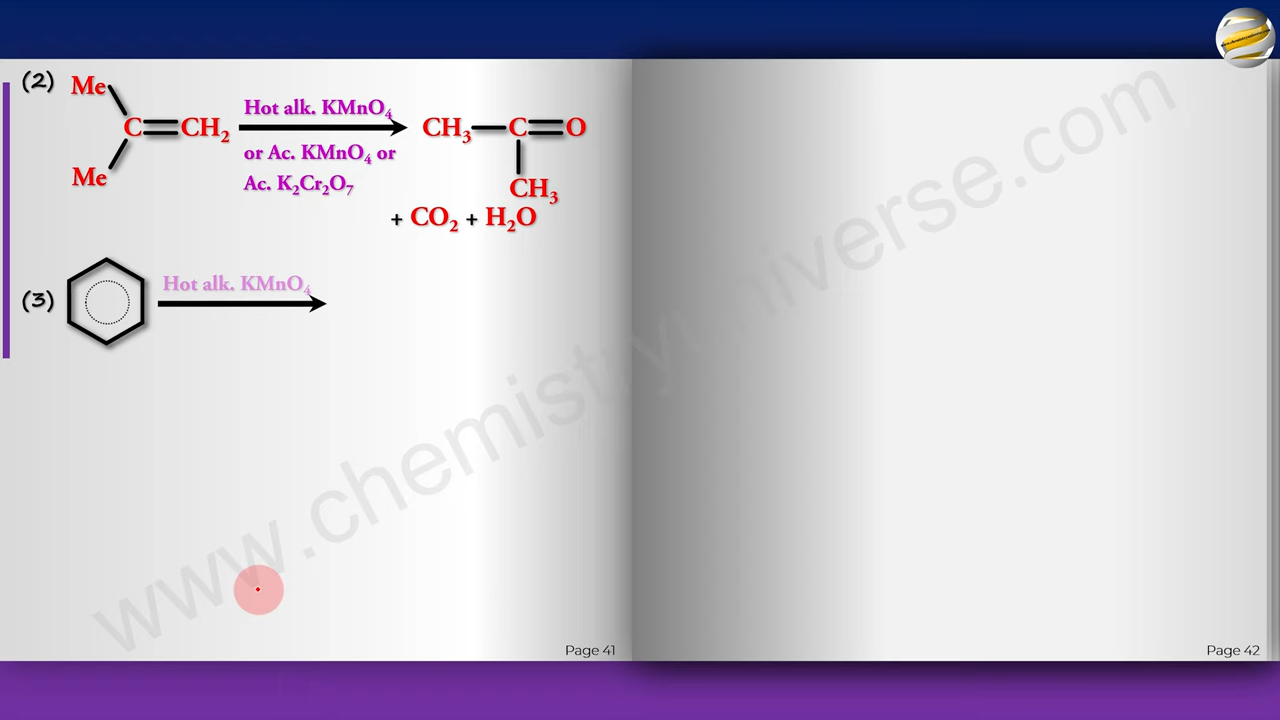 (2)
Me
C=CH₂
Me
Hot alk. KMnO₄
or Ac. KMnO₄ or
Ac. K₂Cr₂O₇
CH₃—C=O
CH₃
+ CO₂ + H₂O
(3)
Hot alk. KMnO₄
www.chemistryuniverse.com
Page 41
Page 42